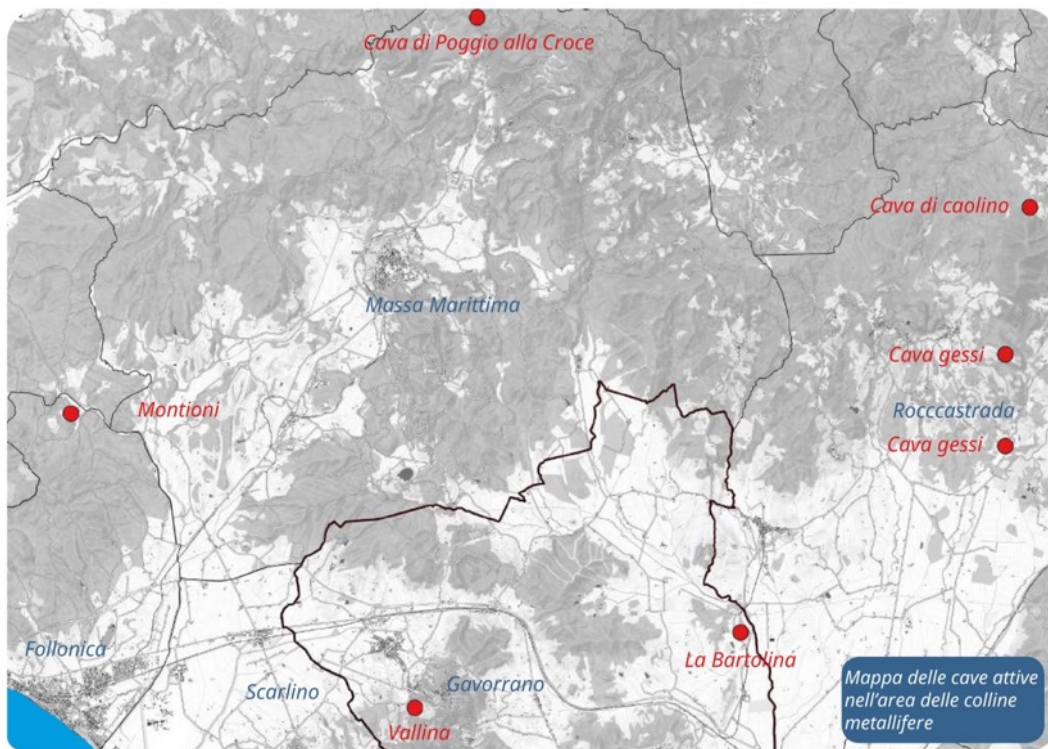 Cava di Poggio alla Croce
Cava di caolino
Massa Marittima
Cava gessi
Montioni
Rocccastrada
Cava gessi
Follonica
La Bartolina
Scarlino
Gavorrano
Vallina
Mappa delle cave attive
nell'area delle colline
metallifere